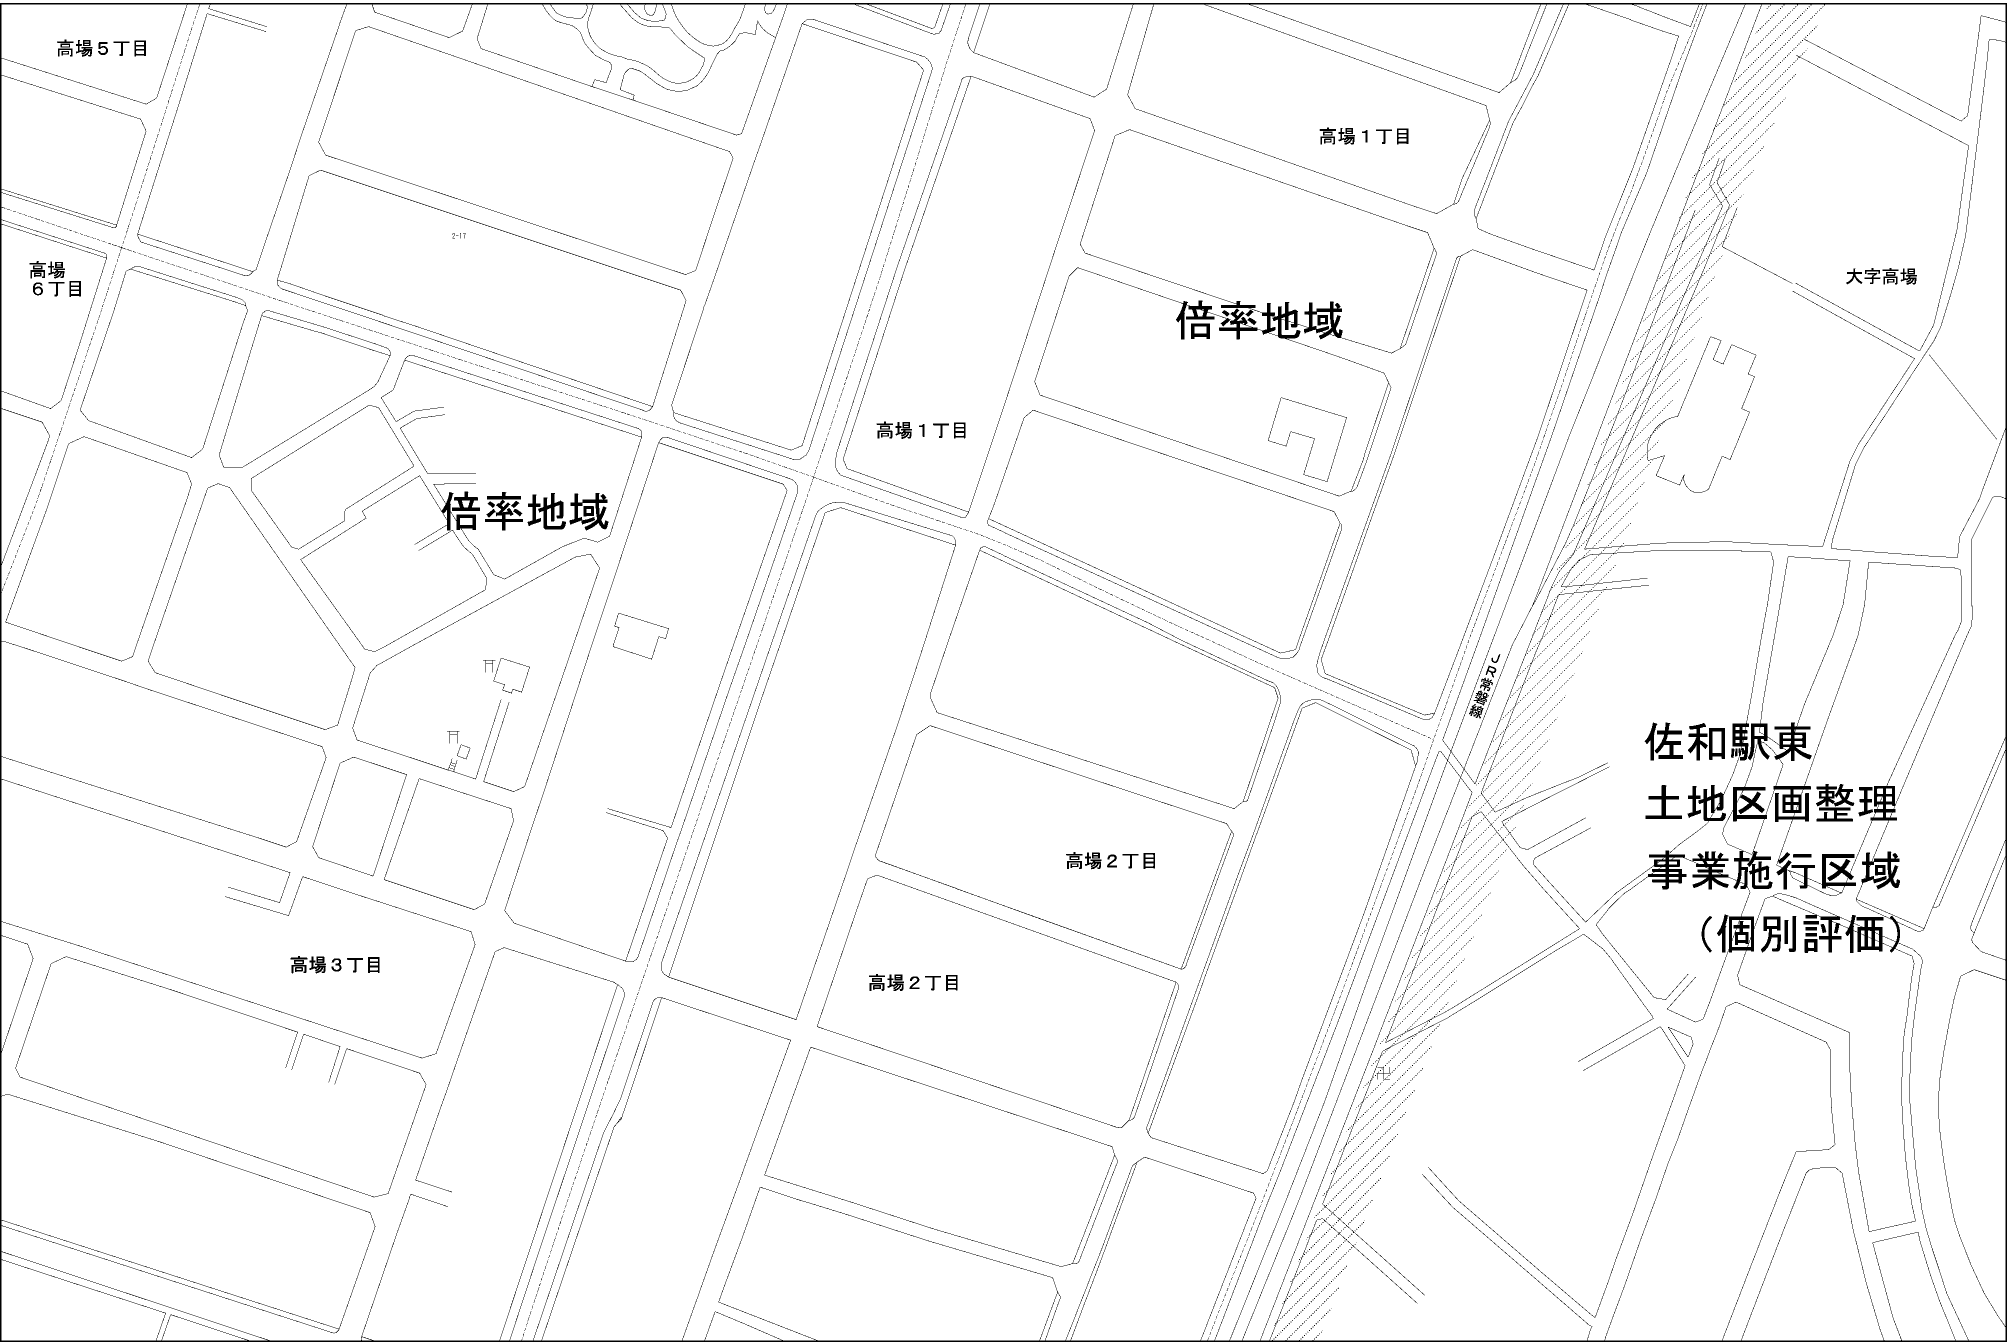 高場５丁目
高場１丁目
2-17
高場
６丁目
大字高場
倍率地域
高場１丁目
倍率地域
ＪＲ常磐線
佐和駅東
土地区画整理
事業施行区域
（個別評価）
高場２丁目
高場３丁目
高場２丁目